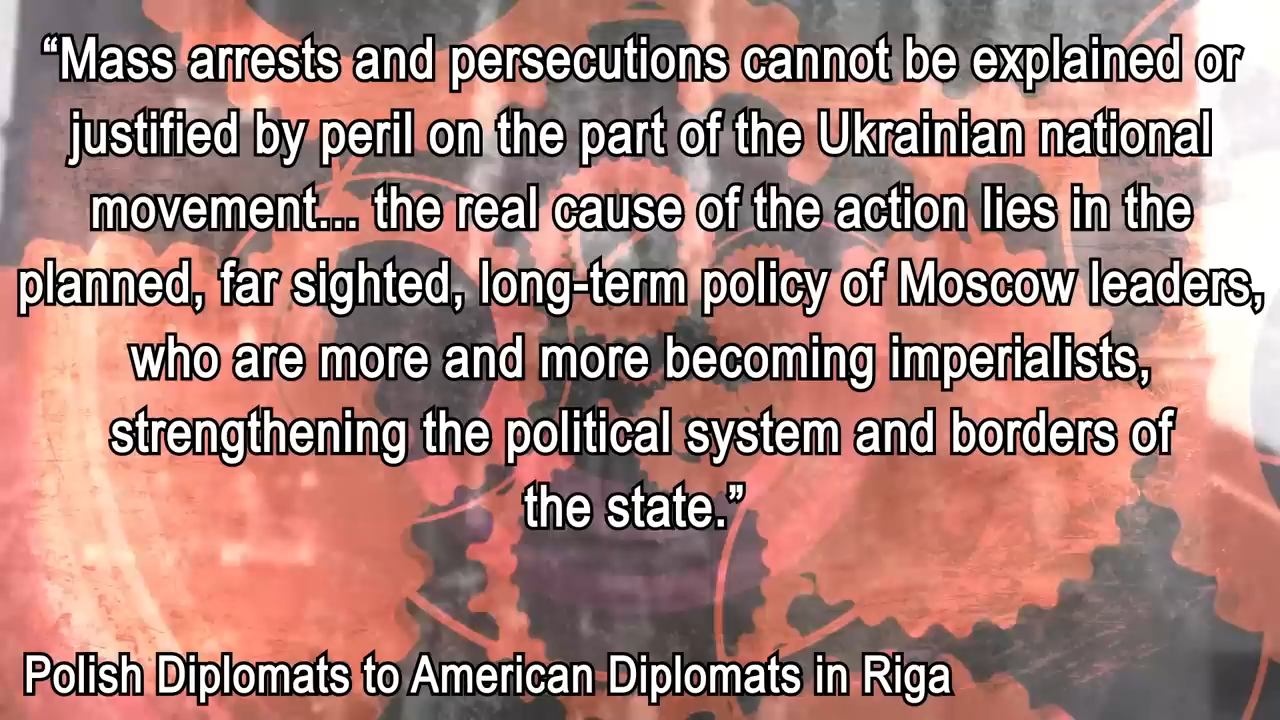 “Mass arrests and persecutions cannot be explained or
justified by peril on the part of the Ukrainian national
movement... the real cause of the action lies in the
planned, far sighted, long-term policy of Moscow leaders,
who are more and more becoming imperialists,
strengthening the political system and borders of
the state.”
Polish Diplomats to American Diplomats in Riga